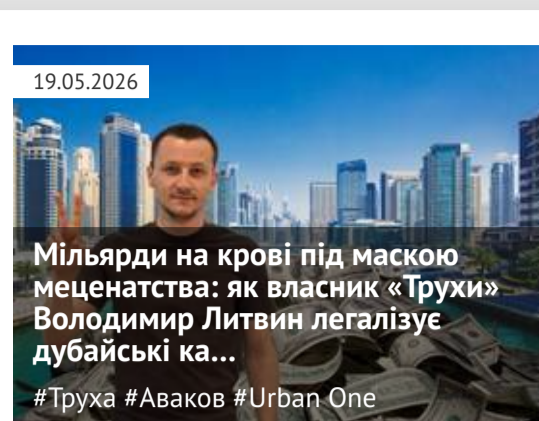 19.05.2026
Мільярди на крові під маскою
меценатства: як власник «Трухи»
Володимир Литвин легалізує
дубайські ка...
#Труха #Аваков #Urban One